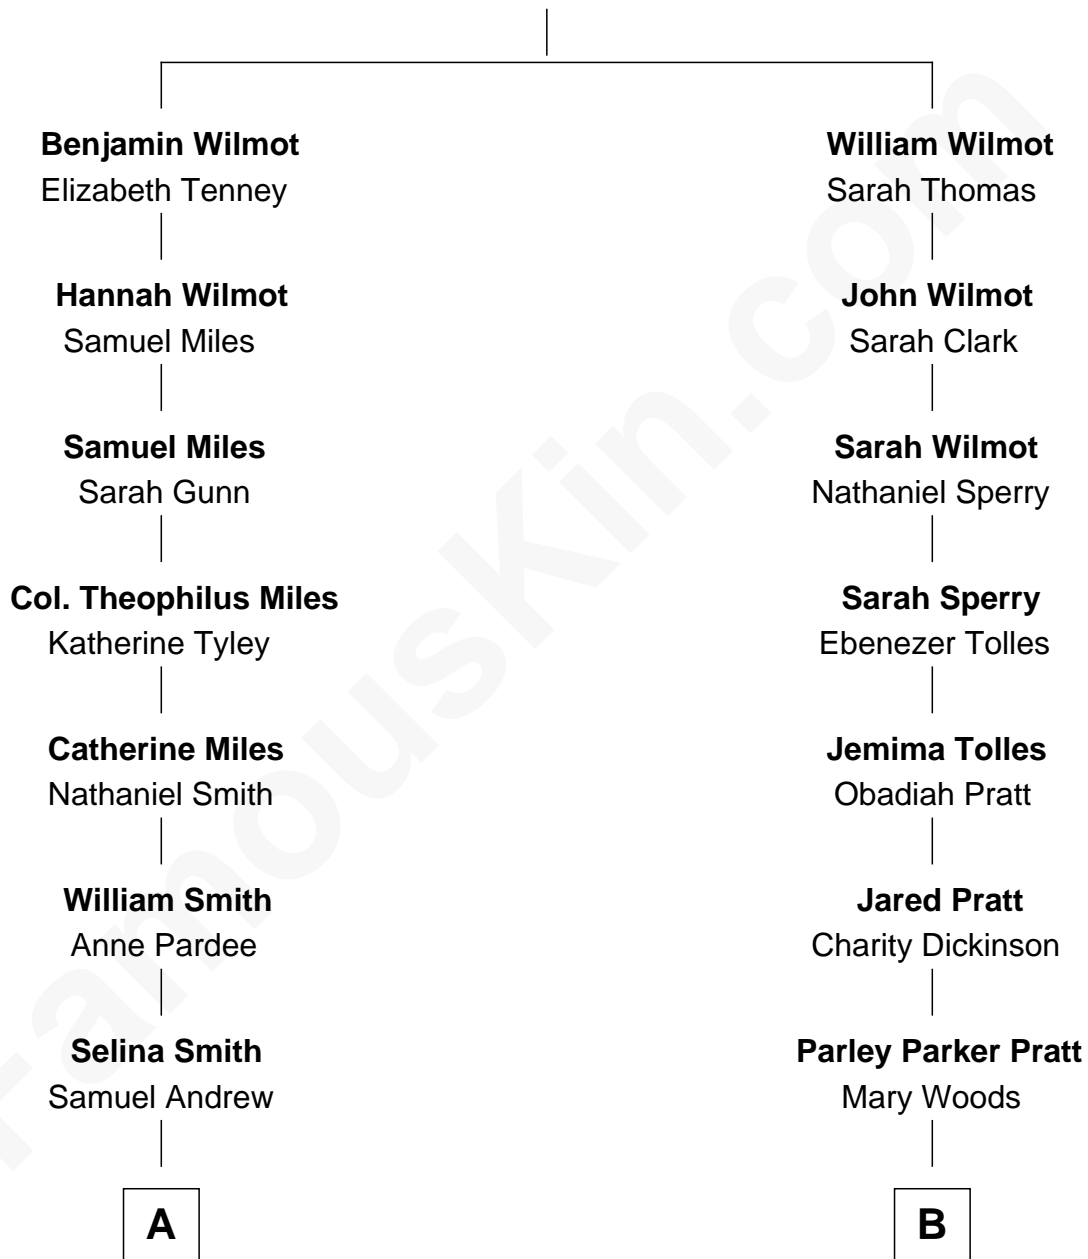 Benjamin Wilmot
Elizabeth Tenney
Hannah Wilmot
Samuel Miles
Samuel Miles
Sarah Gunn
Col. Theophilus Miles
Katherine Tyley
Catherine Miles
Nathaniel Smith
William Smith
Anne Pardee
Selina Smith
Samuel Andrew
A
William Wilmot
Sarah Thomas
John Wilmot
Sarah Clark
Sarah Wilmot
Nathaniel Sperry
Sarah Sperry
Ebenezer Tolles
Jemima Tolles
Obadiah Pratt
Jared Pratt
Charity Dickinson
Parley Parker Pratt
Mary Woods
B
FamousKin.com